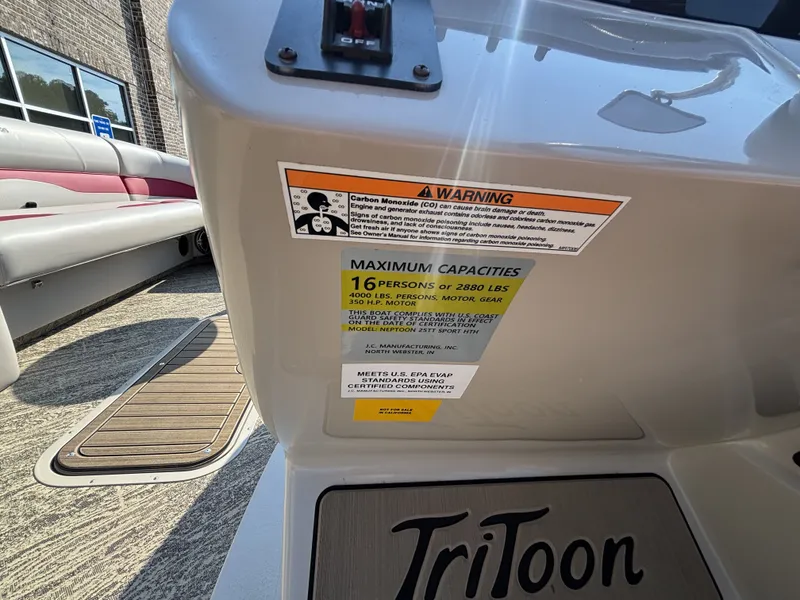 OFF
WARNING
Carbon Monoxide (CO) can cause brain damage or death.
Engine and generator exhaust contains odorless and colorless carbon monoxide gas.
Signs of carbon monoxide poisoning include nausea, headache, dizziness,
drowsiness, and lack of consciousness.
Get fresh air if anyone shows signs of carbon monoxide poisoning.
See Owner's Manual for information regarding carbon monoxide poisoning.
MAXIMUM CAPACITIES
16 PERSONS or 2880 LBS
4000 LBS. PERSONS, MOTOR, GEAR
350 H.P. MOTOR
THIS BOAT COMPLIES WITH U.S. COAST
GUARD SAFETY STANDARDS IN EFFECT
ON THE DATE OF CERTIFICATION
MODEL: NEPTOON 25TT SPORT HTH
J.C. MANUFACTURING, INC.
NORTH WEBSTER, IN
MEETS U.S. EPA EVAP
STANDARDS USING
CERTIFIED COMPONENTS
J.C. MANUFACTURING INC., NORTH WEBSTER, IN
NOT FOR SALE
IN CALIFORNIA
TriToon